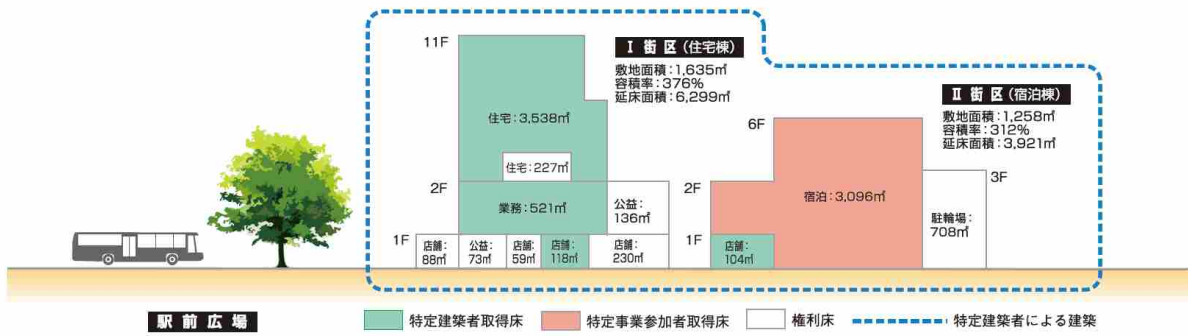 11F
Ⅰ 街 区 (住宅棟)
敷地面積：1,635㎡
容積率：376%
延床面積：6,299㎡
住宅：3,538㎡
住宅：227㎡
2F
業務：521㎡
公益：
136㎡
1F
店舗：
88㎡
公益：
73㎡
店舗：
59㎡
店舗：
118㎡
店舗：
230㎡
Ⅱ 街 区 (宿泊棟)
敷地面積：1,258㎡
容積率：312%
延床面積：3,921㎡
6F
2F
宿泊：3,096㎡
3F
駐輪場：
708㎡
1F
店舗：
104㎡
駅 前 広 場
特定建築者取得床
特定事業参加者取得床
権利床
特定建築者による建築